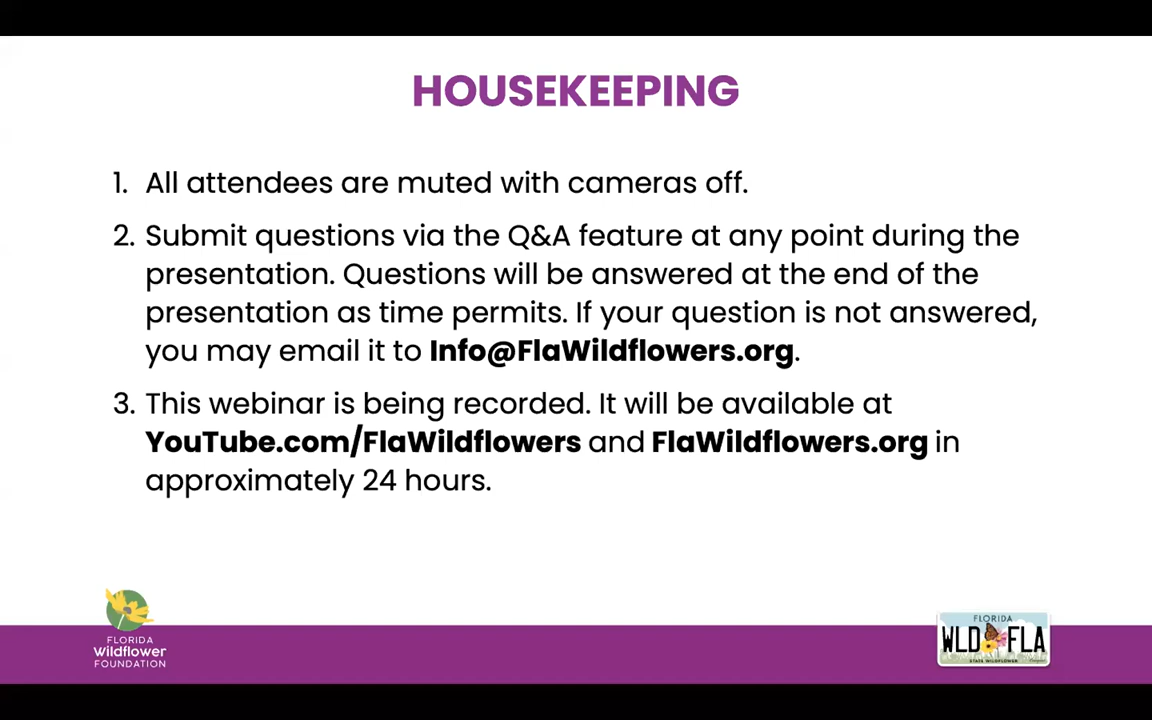 HOUSEKEEPING
1. All attendees are muted with cameras off.
2. Submit questions via the Q&A feature at any point during the
presentation. Questions will be answered at the end of the
presentation as time permits. If your question is not answered,
you may email it to Info@FlaWildflowers.org.
3. This webinar is being recorded. It will be available at
YouTube.com/FlaWildflowers and FlaWildflowers.org in
approximately 24 hours.
FLORIDA
wildflower
FOUNDATION
FLORIDA
WLD FLA
STATE WILDFLOWER